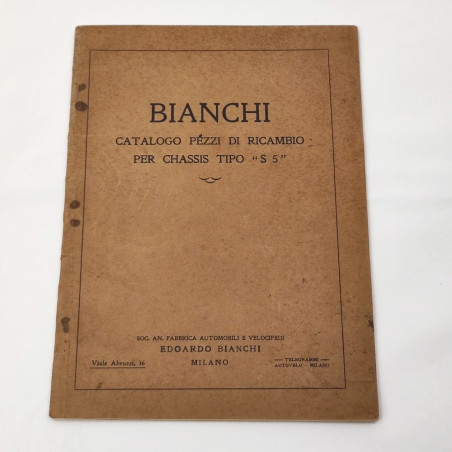 BIANCHI
CATALOGO PEZZI DI RICAMBIO
PER CHASSIS TIPO "S 5"
SOC. AN. FABBRICA AUTOMOBILI E VELOCIPEDI
EDOARDO BIANCHI
MILANO
Viale Abruzzi, 16
TELEGRAMMI
AUTOVELO - MILANO